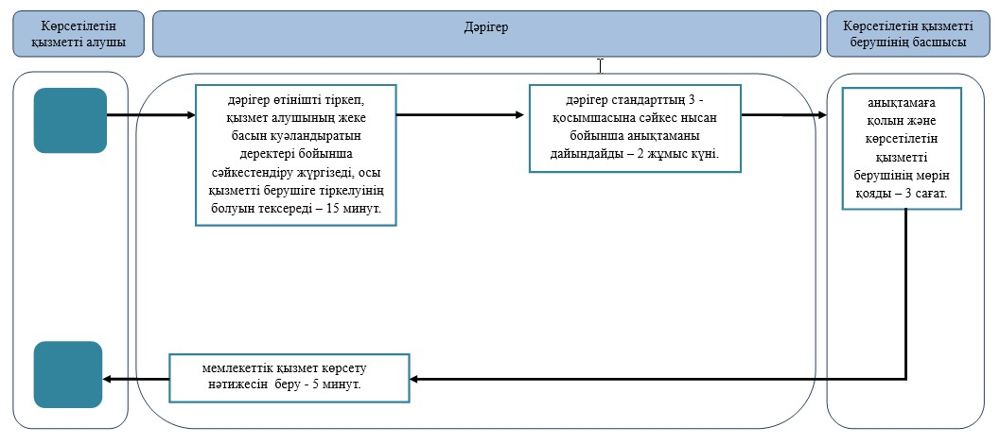 Көрсетілетін
қызметті алушы
Дәрігер
Көрсетілетін қызметті
берушінің басшысы
дәрігер өтінішті тіркеп,
қызмет алушының жеке
басын куәландыратын
деректері бойынша
сәйкестендіру жүргізеді, осы
қызметті берушіге тіркелуінің
болуын тексереді – 15 минут.
дәрігер стандарттың 3 -
қосымшасына сәйкес нысан
бойынша анықтаманы
дайындайды – 2 жұмыс күні.
анықтамаға
қолын және
көрсетілетін
қызметті
берушінің мөрін
қояды – 3 сағат.
мемлекеттік қызмет көрсету
нәтижесін беру - 5 минут.